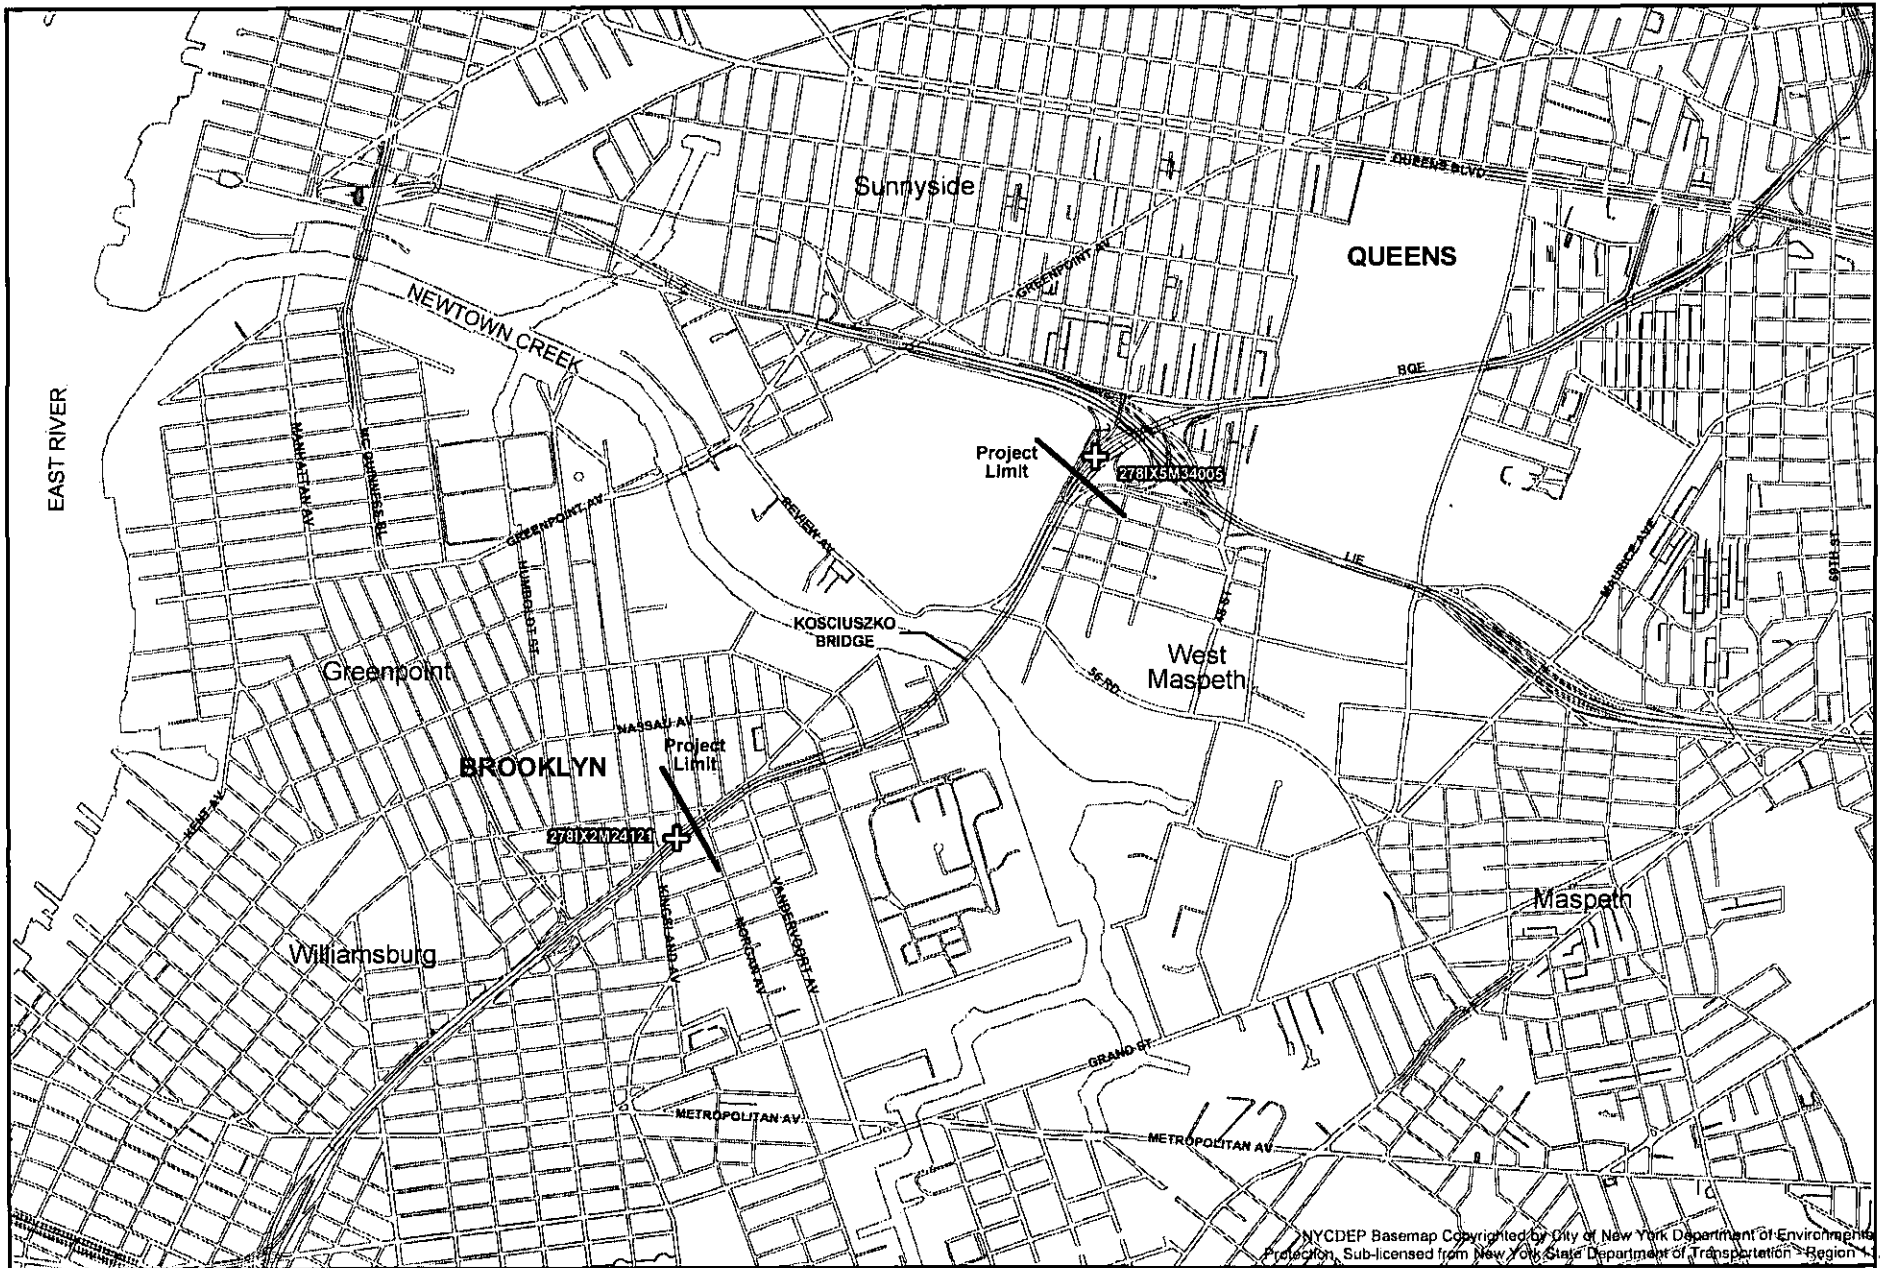 QUEENS BLVD
Sunnyside
QUEENS
GREENPOINT AV
NEWTOWN CREEK
BQE
EAST RIVER
MANHATTAN AV
MC GUINNESS BL
Project
Limit
278IX5M34005
GREENPOINT AV
REVIEW AV
LIE
MAURICE AVE
69TH ST
HUMBOLDT ST
48 ST
KOSCIUSZKO
BRIDGE
West
Maspeth
Greenpoint
56 RD
NASSAU AV
Project
Limit
BROOKLYN
KENT AV
278IX2M24121
KINGSLAND AV
MORGAN AV
VANDERVOORT AV
Maspeth
Williamsburg
GRAND ST
METROPOLITAN AV
METROPOLITAN AV
NYCDEP Basemap Copyrighted by City of New York Department of Environmenta
Protection, Sub-licensed from New York State Department of Transportation - Region 11